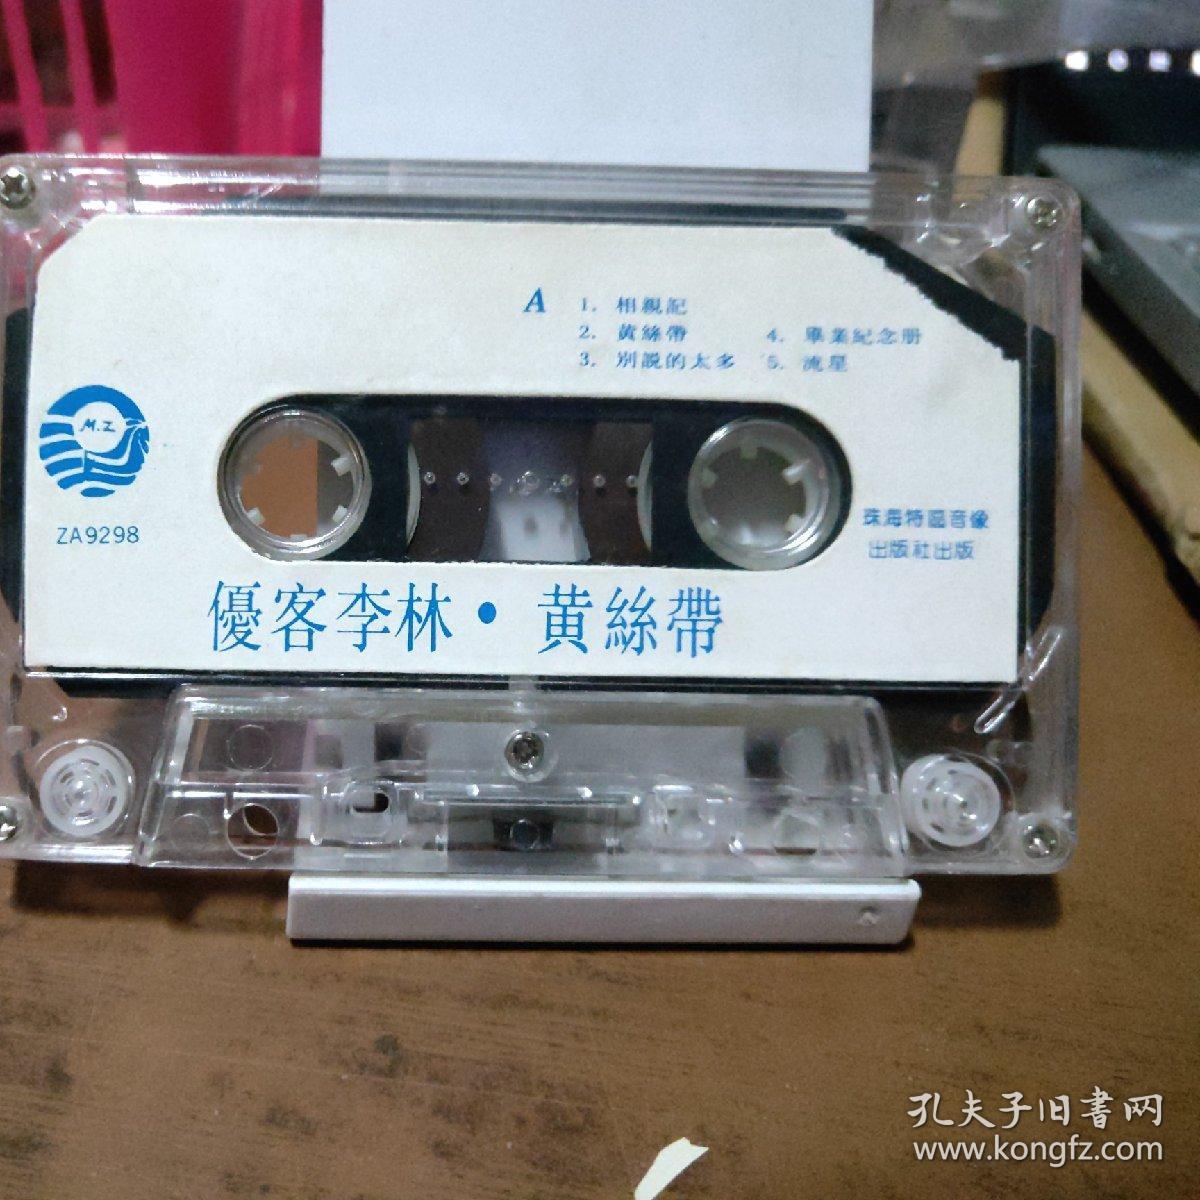 A
1. 相親記
2. 黃絲帶
3. 別説的太多
4. 畢業紀念册
5. 流星
M.Z
ZA9298
珠海特區音像
出版社出版
優客李林·黃絲帶
孔夫子旧書网
www.kongfz.com